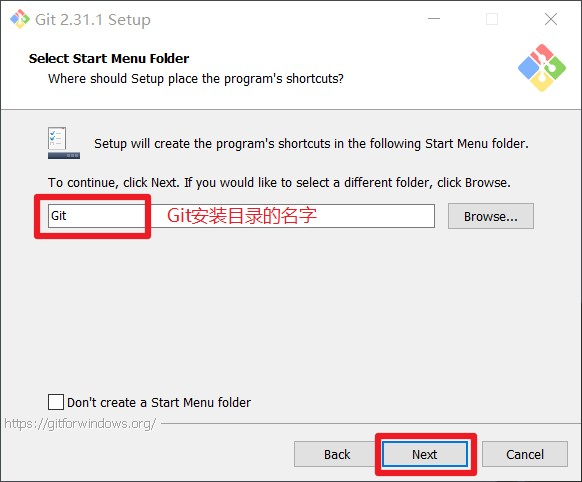 Git 2.31.1 Setup
Select Start Menu Folder
Where should Setup place the program's shortcuts?
Setup will create the program's shortcuts in the following Start Menu folder.
To continue, click Next. If you would like to select a different folder, click Browse.
Git Git安装目录的名字 Browse...
Don't create a Start Menu folder
https://gitforwindows.org/
Back Next Cancel